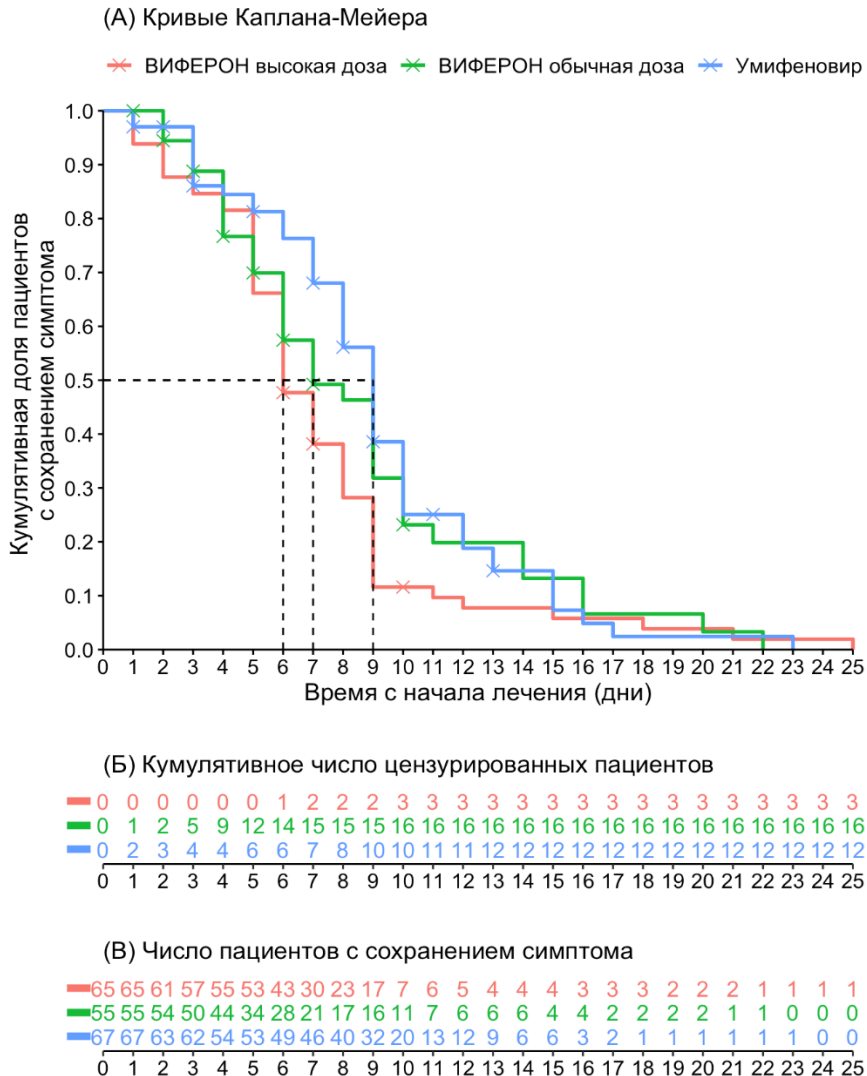 (А) Кривые Каплана-Мейера
ВИФЕРОН высокая доза ВИФЕРОН обычная доза Умифеновир
Кумулятивная доля пациентов
с сохранением симптома
1.0
0.9
0.8
0.7
0.6
0.5
0.4
0.3
0.2
0.1
0.0
0 1 2 3 4 5 6 7 8 9 10 11 12 13 14 15 16 17 18 19 20 21 22 23 24 25
Время с начала лечения (дни)
(Б) Кумулятивное число цензурированных пациентов
0 0 0 0 0 0 1 2 2 2 3 3 3 3 3 3 3 3 3 3 3 3 3 3 3 3
0 1 2 5 9 12 14 15 15 15 16 16 16 16 16 16 16 16 16 16 16 16 16 16 16 16
0 2 3 4 4 6 6 7 8 10 10 11 11 12 12 12 12 12 12 12 12 12 12 12 12 12
0 1 2 3 4 5 6 7 8 9 10 11 12 13 14 15 16 17 18 19 20 21 22 23 24 25
(В) Число пациентов с сохранением симптома
65 65 61 57 55 53 43 30 23 17 7 6 5 4 4 4 3 3 3 2 2 2 1 1 1 1
55 55 54 50 44 34 28 21 17 16 11 7 6 6 6 4 4 2 2 2 2 1 1 0 0 0
67 67 63 62 54 53 49 46 40 32 20 13 12 9 6 6 3 2 1 1 1 1 1 1 0 0
0 1 2 3 4 5 6 7 8 9 10 11 12 13 14 15 16 17 18 19 20 21 22 23 24 25